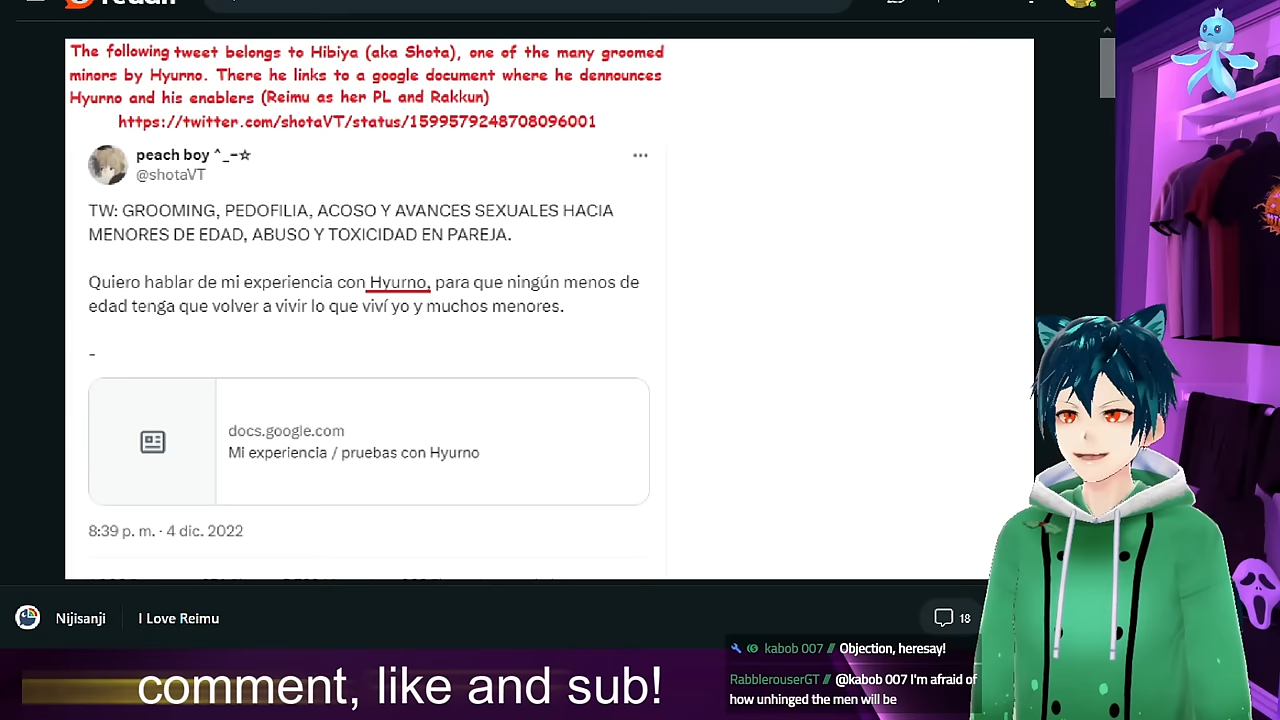 The following tweet belongs to Hibiya (aka Shota), one of the many groomed
minors by Hyurno. There he links to a google document where he dennounces
Hyurno and his enablers (Reimu as her PL and Rakkun)
https://twitter.com/shotaVT/status/1599579248708096001
peach boy ^_-☆
@shotaVT
TW: GROOMING, PEDOFILIA, ACOSO Y AVANCES SEXUALES HACIA
MENORES DE EDAD, ABUSO Y TOXICIDAD EN PAREJA.
Quiero hablar de mi experiencia con Hyurno, para que ningún menos de
edad tenga que volver a vivir lo que viví yo y muchos menores.
-
docs.google.com
Mi experiencia / pruebas con Hyurno
8:39 p. m. · 4 dic. 2022
Nijisanji
I Love Reimu
18
kabob 007 // Objection, heresay!
RabblerouserGT // @kabob 007 I'm afraid of
how unhinged the men will be
comment, like and sub!